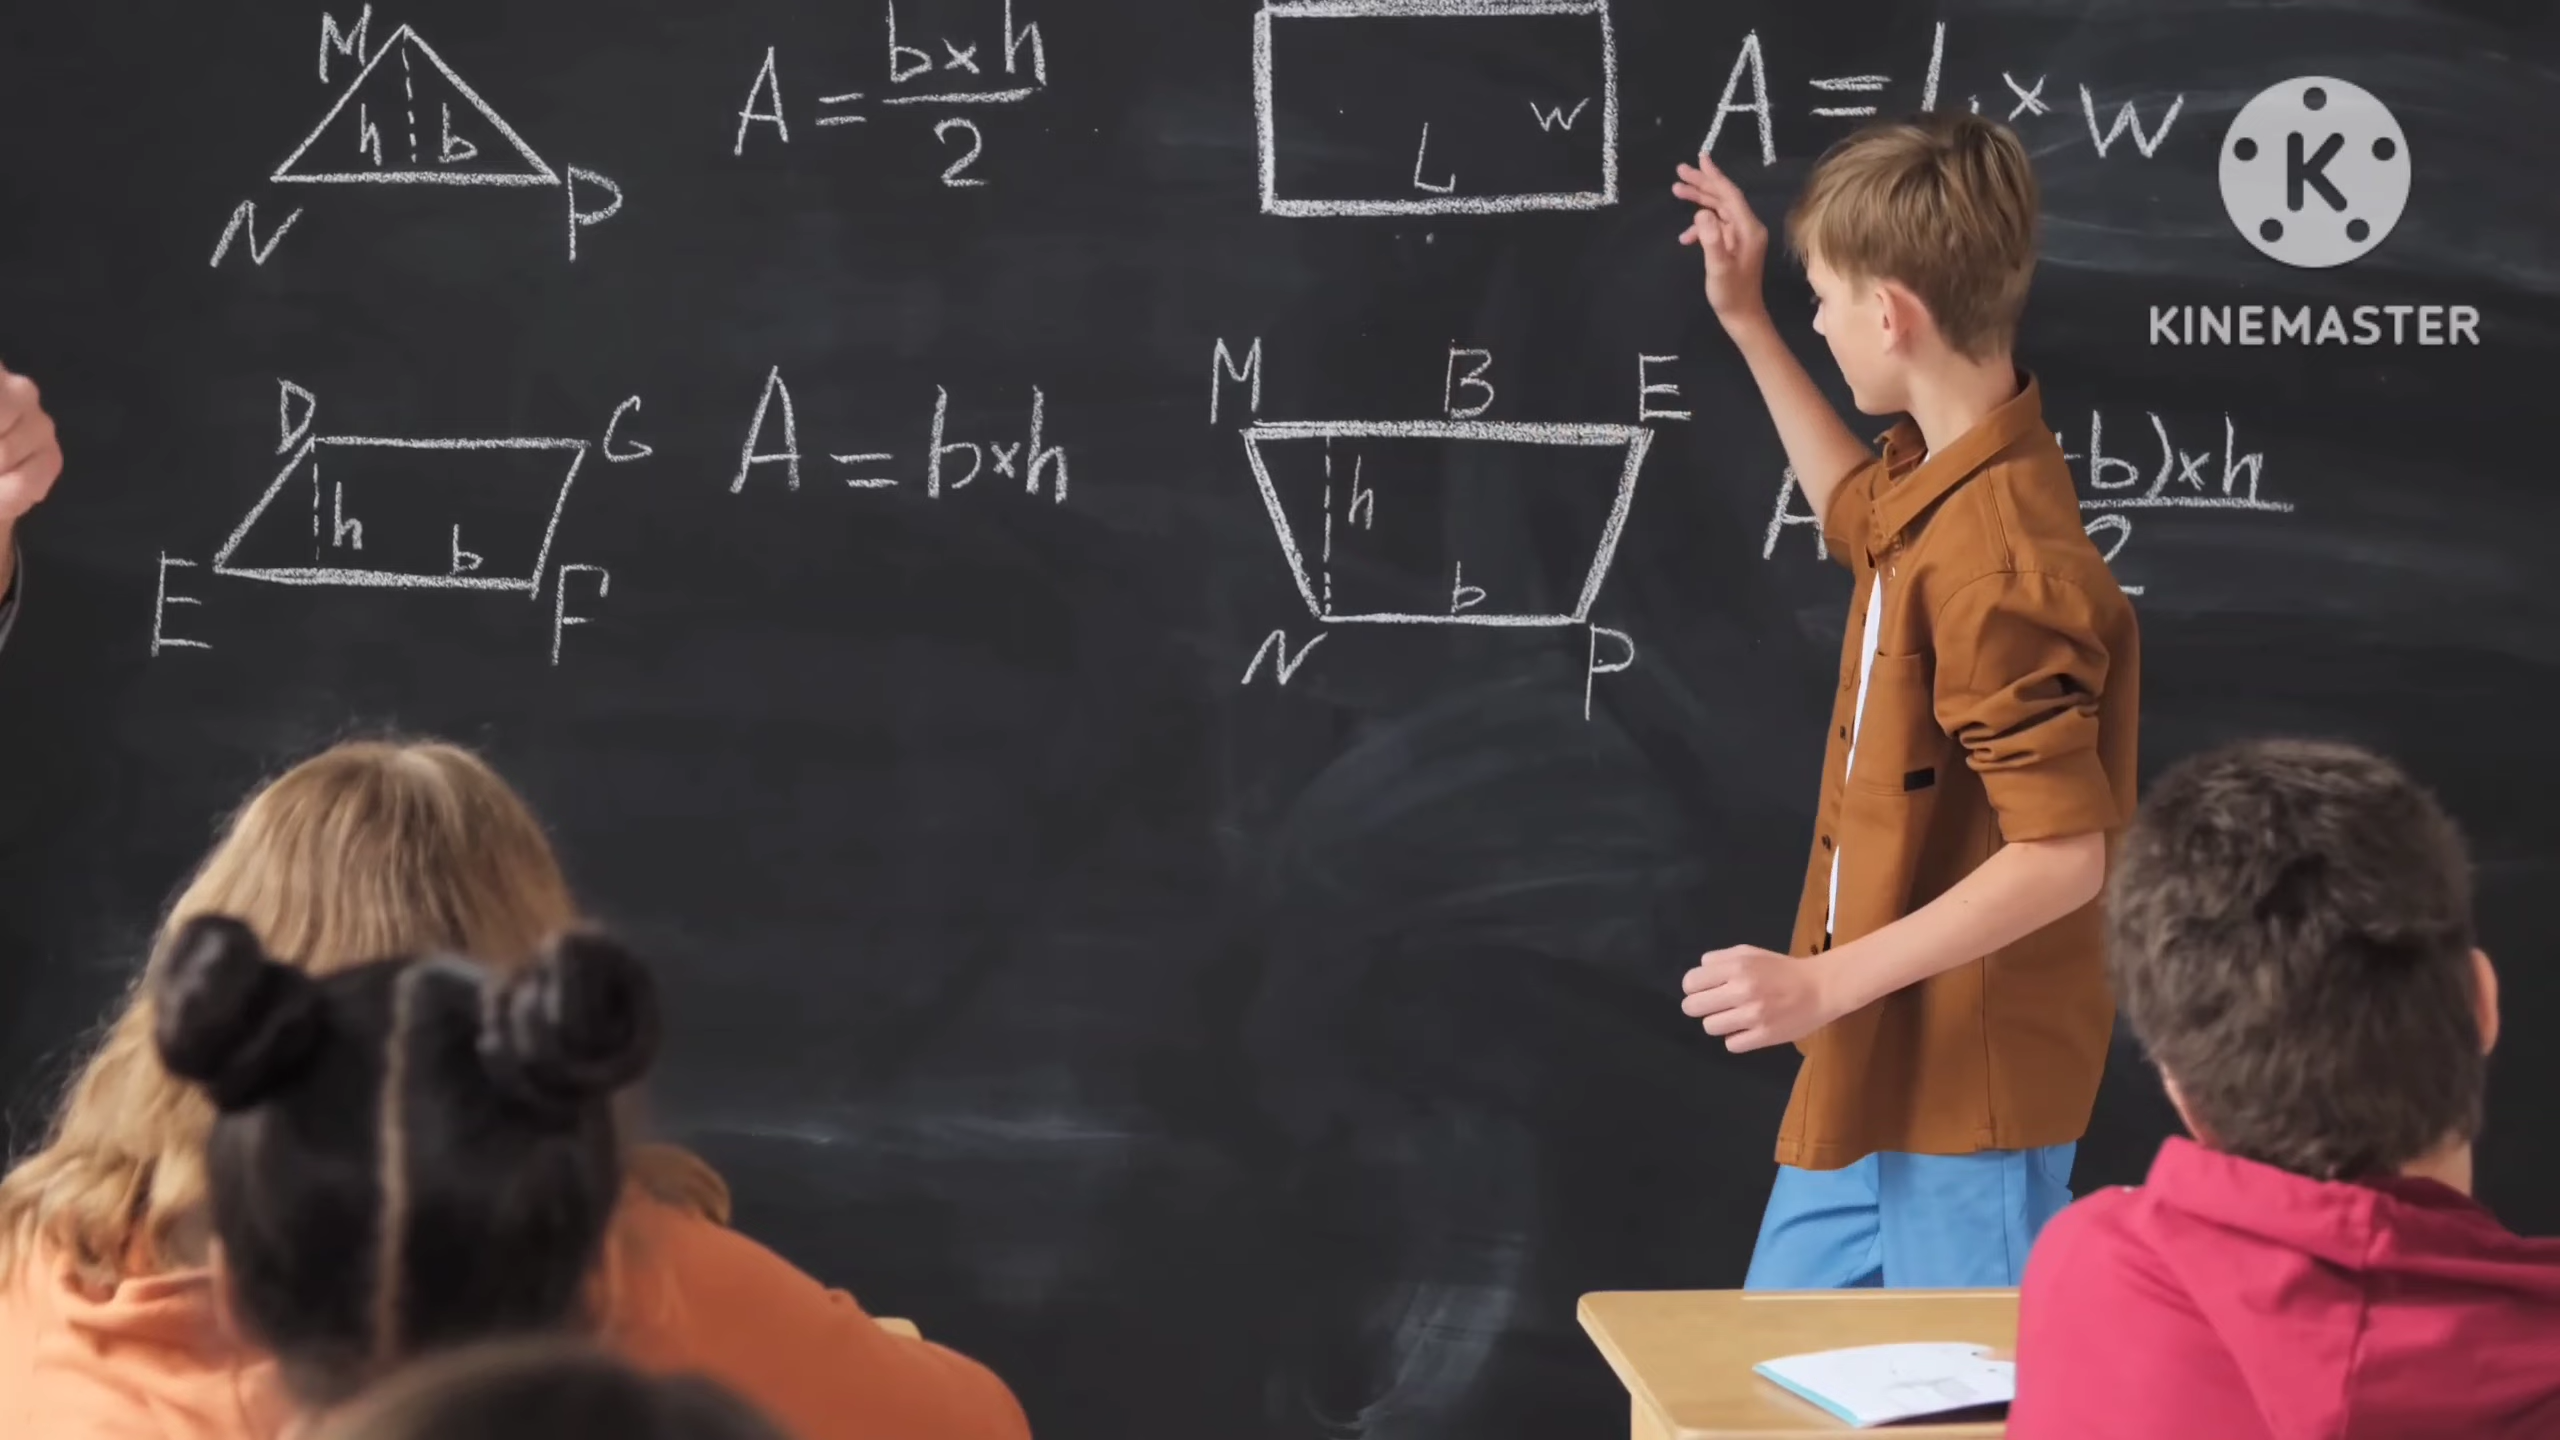 M
h b
N P
A = b×h
2
L
w
A = L × W
K
KINEMASTER
D G
h b
E F
A = b×h
M B E
h
b
N P
A
b)×h
2